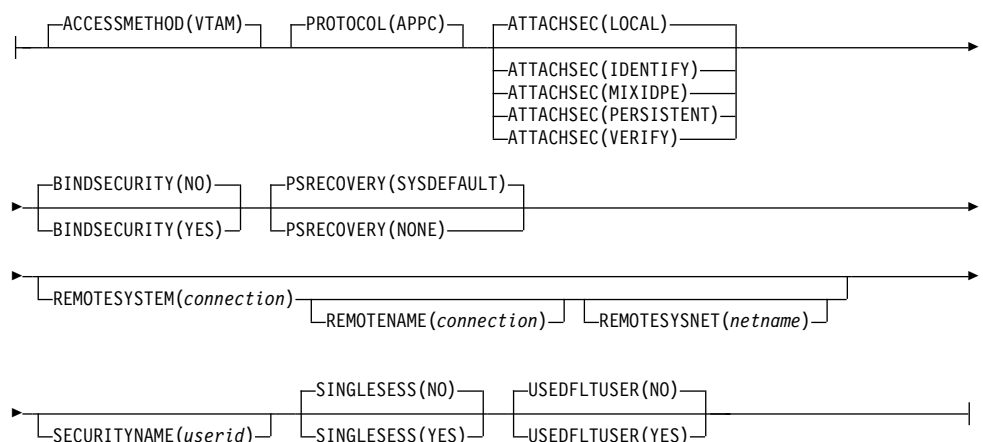 ACCESSMETHOD(VTAM) PROTOCOL(APPC) ATTACHSEC(LOCAL)
ATTACHSEC(IDENTIFY)
ATTACHSEC(MIXIDPE)
ATTACHSEC(PERSISTENT)
ATTACHSEC(VERIFY)
BINDSECURITY(NO) PSRECOVERY(SYSDEFAULT)
BINDSECURITY(YES) PSRECOVERY(NONE)
REMOTESYSTEM(connection)
REMOTENAME(connection) REMOTESYSNET(netname)
SINGLESESS(NO) USEDFLTUSER(NO)
SECURITYNAME(userid) SINGLESESS(YES) USEDFLTUSER(YES)